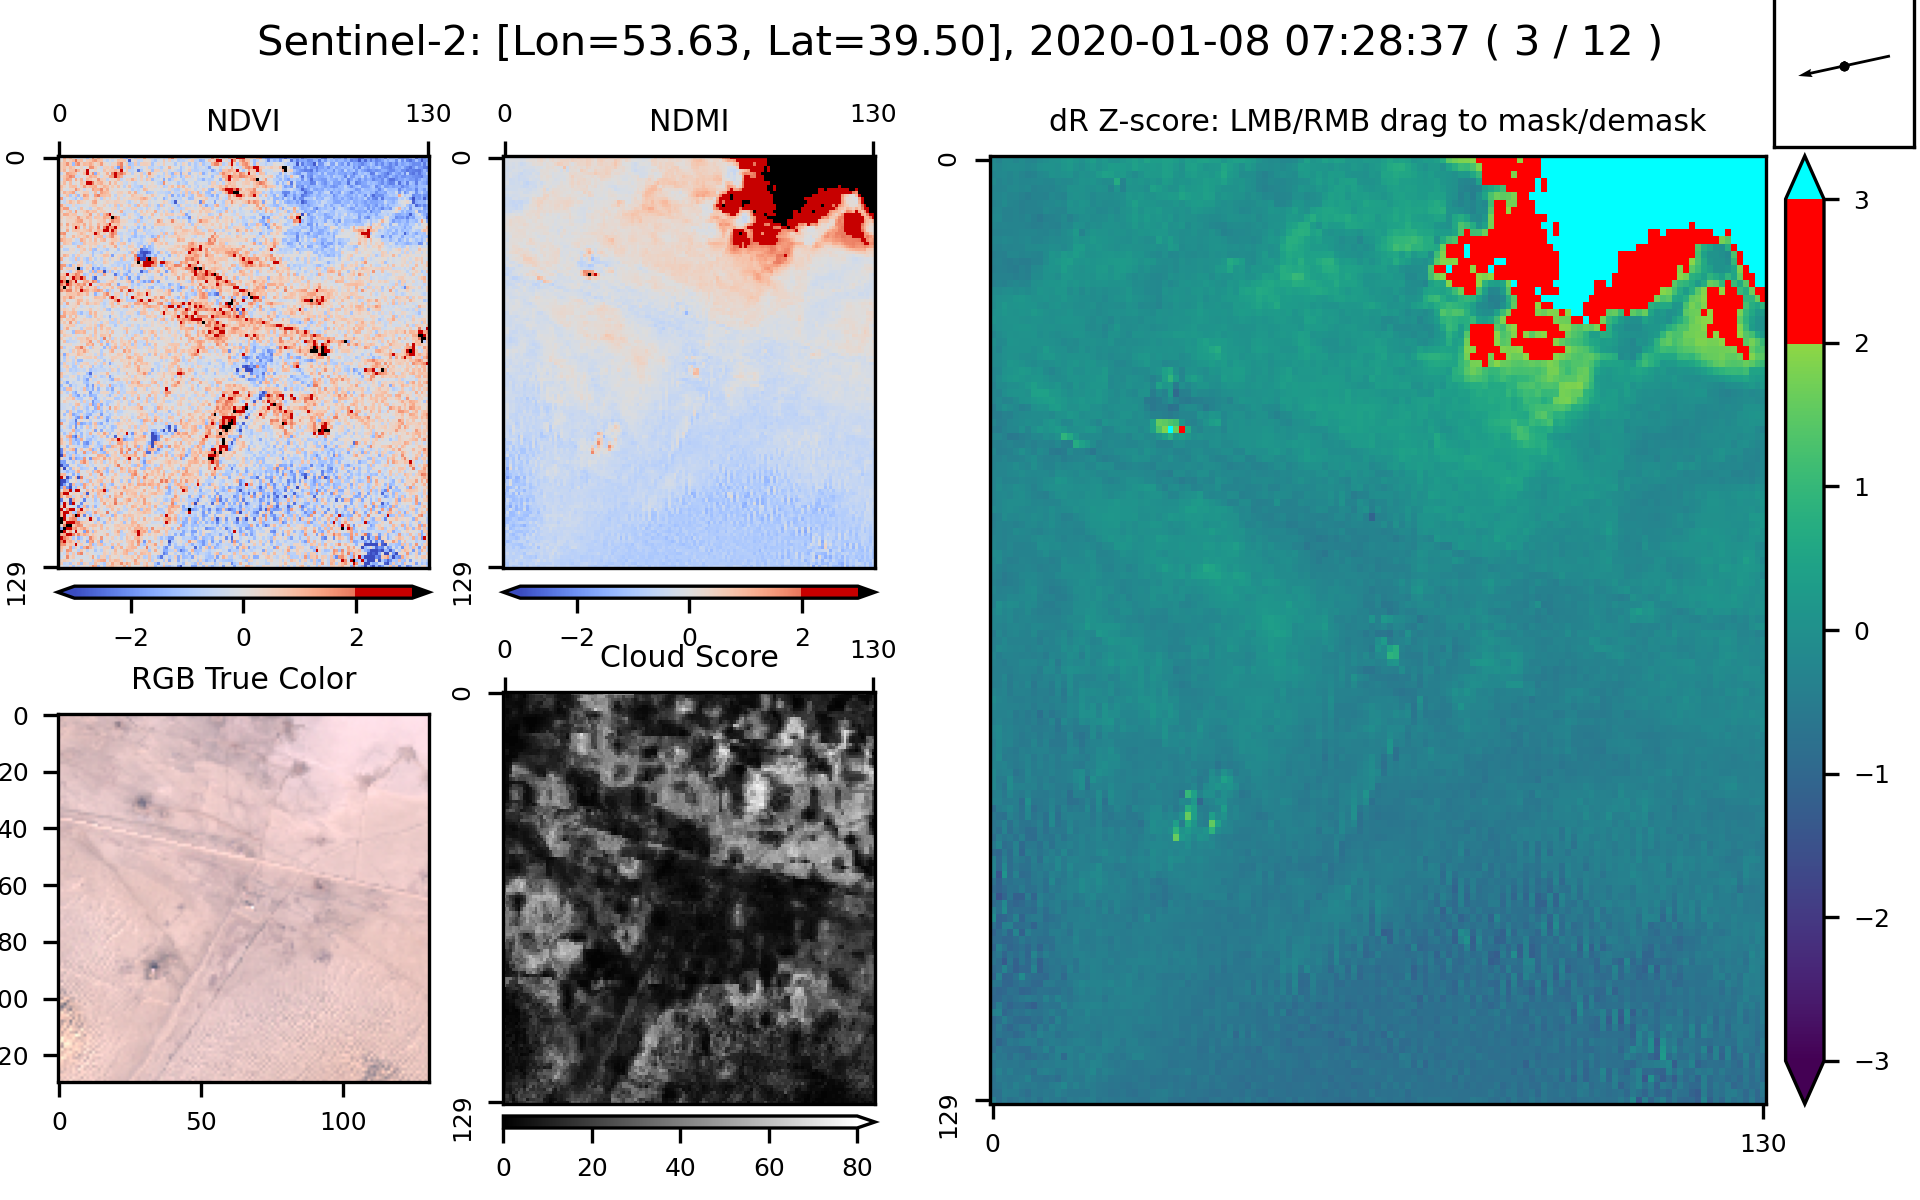 Sentinel-2: [Lon=53.63, Lat=39.50], 2020-01-08 07:28:37 ( 3 / 12 )
NDVI
0 130
0
129
−2 0 2
NDMI
0 130
0
129
−2 0 2
dR Z-score: LMB/RMB drag to mask/demask
0
129
0 130
3
2
1
0
−1
−2
−3
RGB True Color
0
20
40
60
80
00
20
0 50 100
Cloud Score
0 130
0
129
0 20 40 60 80